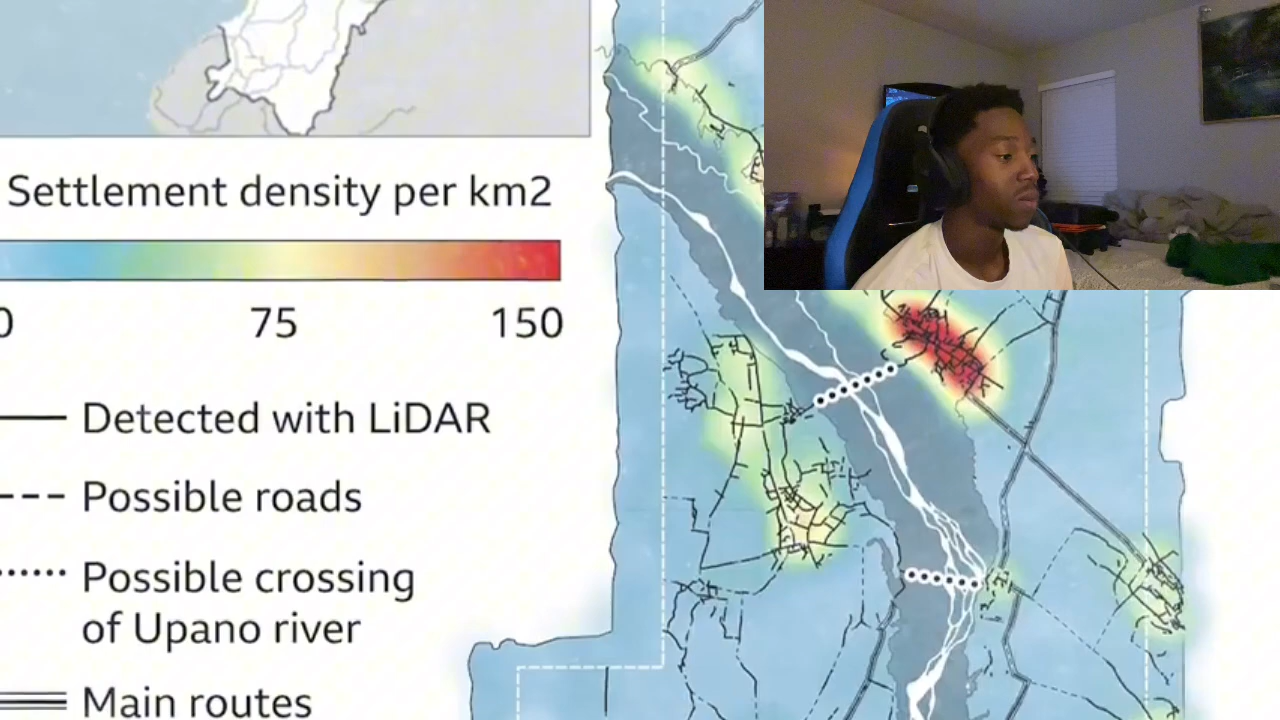 Settlement density per km2
0 75 150
Detected with LiDAR
Possible roads
Possible crossing
of Upano river
Main routes